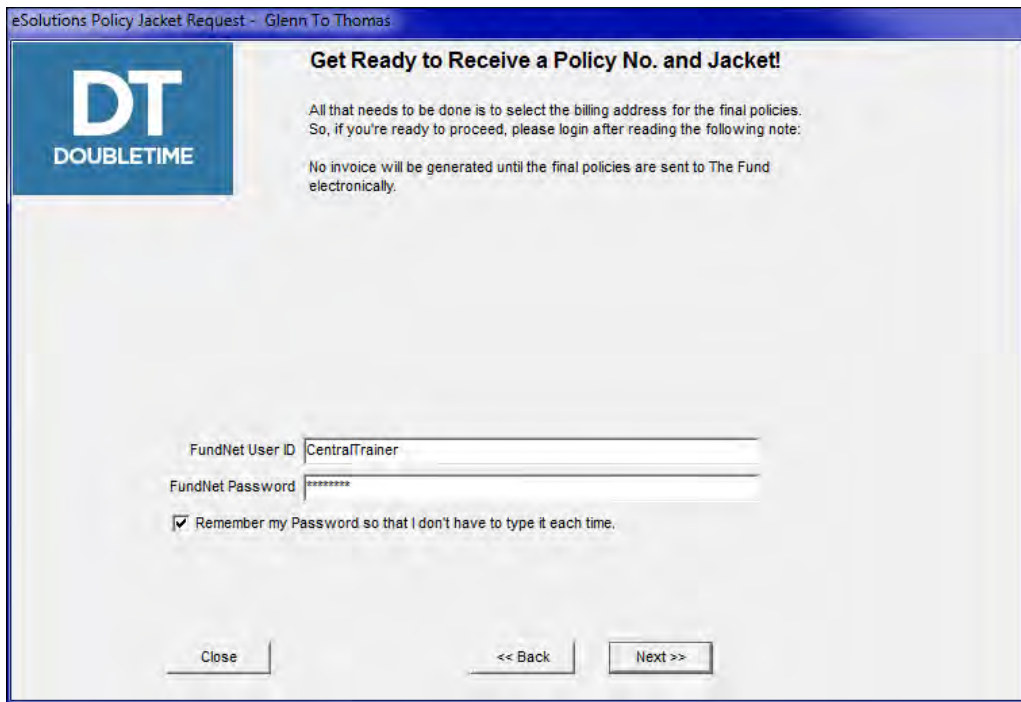 eSolutions Policy Jacket Request - Glenn To Thomas
DT
DOUBLETIME
Get Ready to Receive a Policy No. and Jacket!
All that needs to be done is to select the billing address for the final policies.
So, if you're ready to proceed, please login after reading the following note:
No invoice will be generated until the final policies are sent to The Fund
electronically.
FundNet User ID CentralTrainer
FundNet Password ********
Remember my Password so that I don't have to type it each time.
Close << Back Next >>